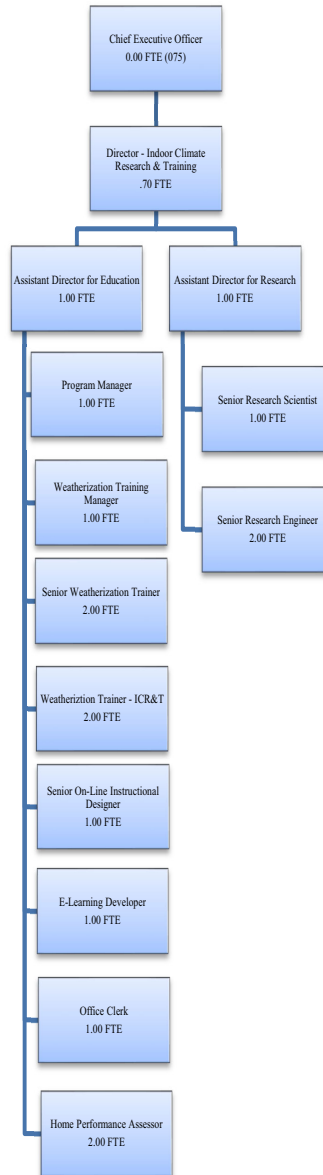 Chief Executive Officer
0.00 FTE (075)
Director - Indoor Climate
Research & Training
.70 FTE
Assistant Director for Education
1.00 FTE
Assistant Director for Research
1.00 FTE
Program Manager
1.00 FTE
Weatherization Training
Manager
1.00 FTE
Senior Weatherization Trainer
2.00 FTE
Weatheriztion Trainer - ICR&T
2.00 FTE
Senior On-Line Instructional
Designer
1.00 FTE
E-Learning Developer
1.00 FTE
Office Clerk
1.00 FTE
Home Performance Assessor
2.00 FTE
Senior Research Scientist
1.00 FTE
Senior Research Engineer
2.00 FTE